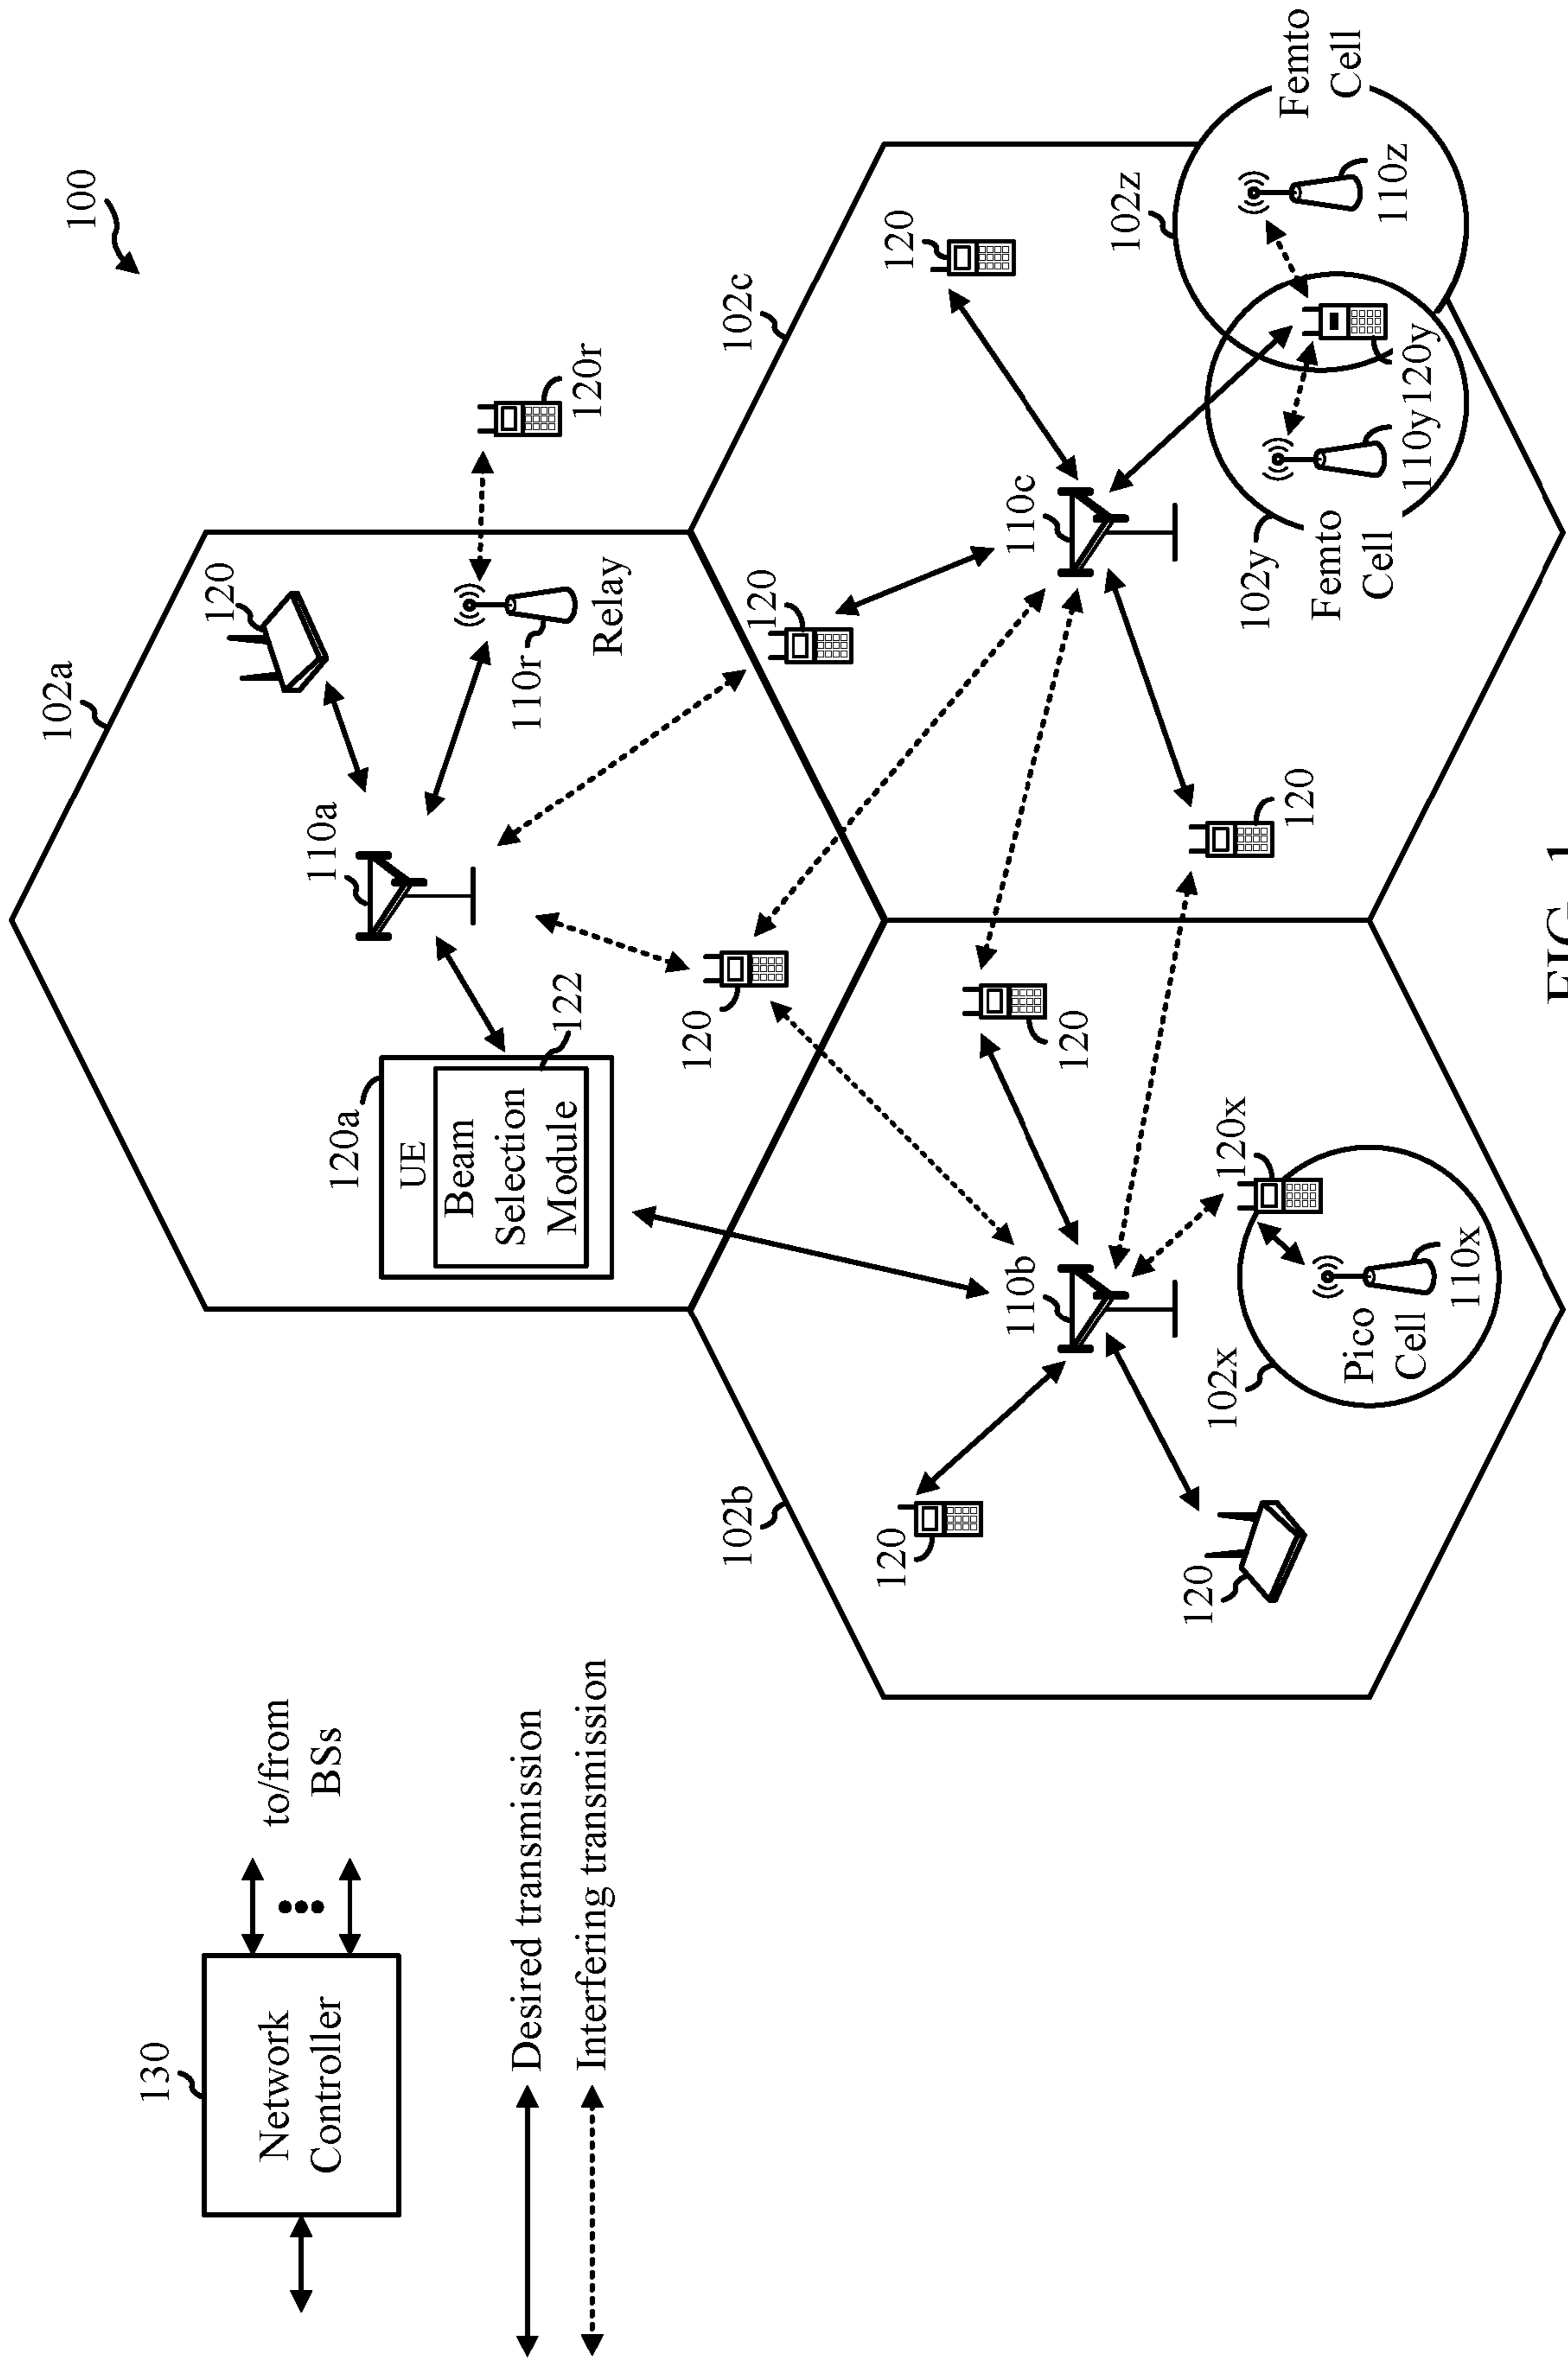 100
130
Network
Controller
to/from
BSs
Desired transmission
Interfering transmission
102a
110a
120
120a
UE
Beam
Selection
Module
122
110r
Relay
120r
120
120
102b
110b
120
120
120
120x
102x
Pico
Cell
110x
102c
110c
120
120
102z
Femto
Cell
110z
102y
Femto
Cell
110y
120y
FIG. 1